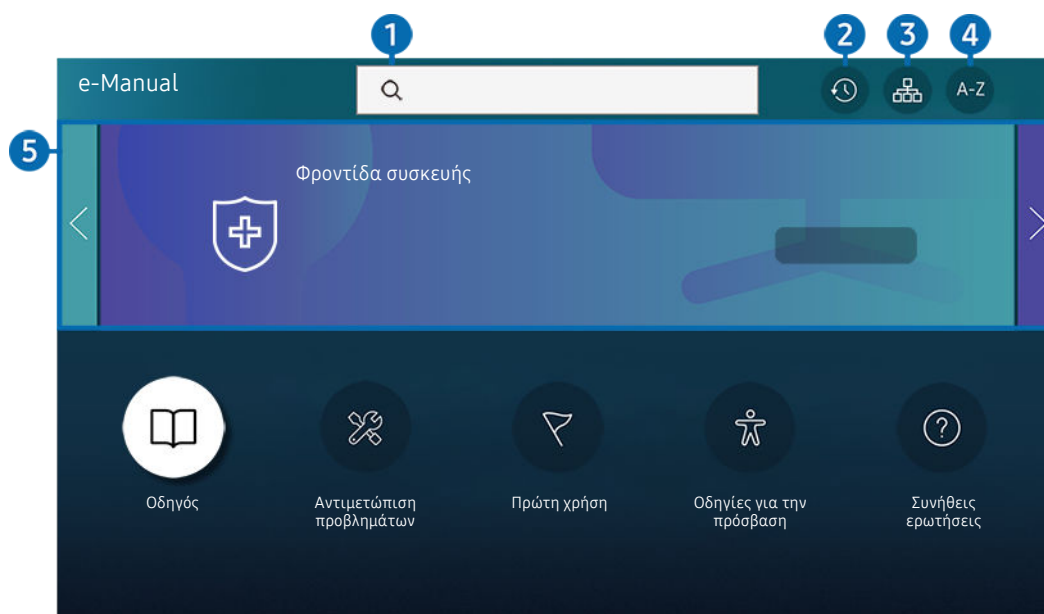 1
2
3
4
e-Manual
A-Z
5
Φροντίδα συσκευής
Οδηγός
Αντιμετώπιση
προβλημάτων
Πρώτη χρήση
Οδηγίες για την
πρόσβαση
Συνήθεις
ερωτήσεις